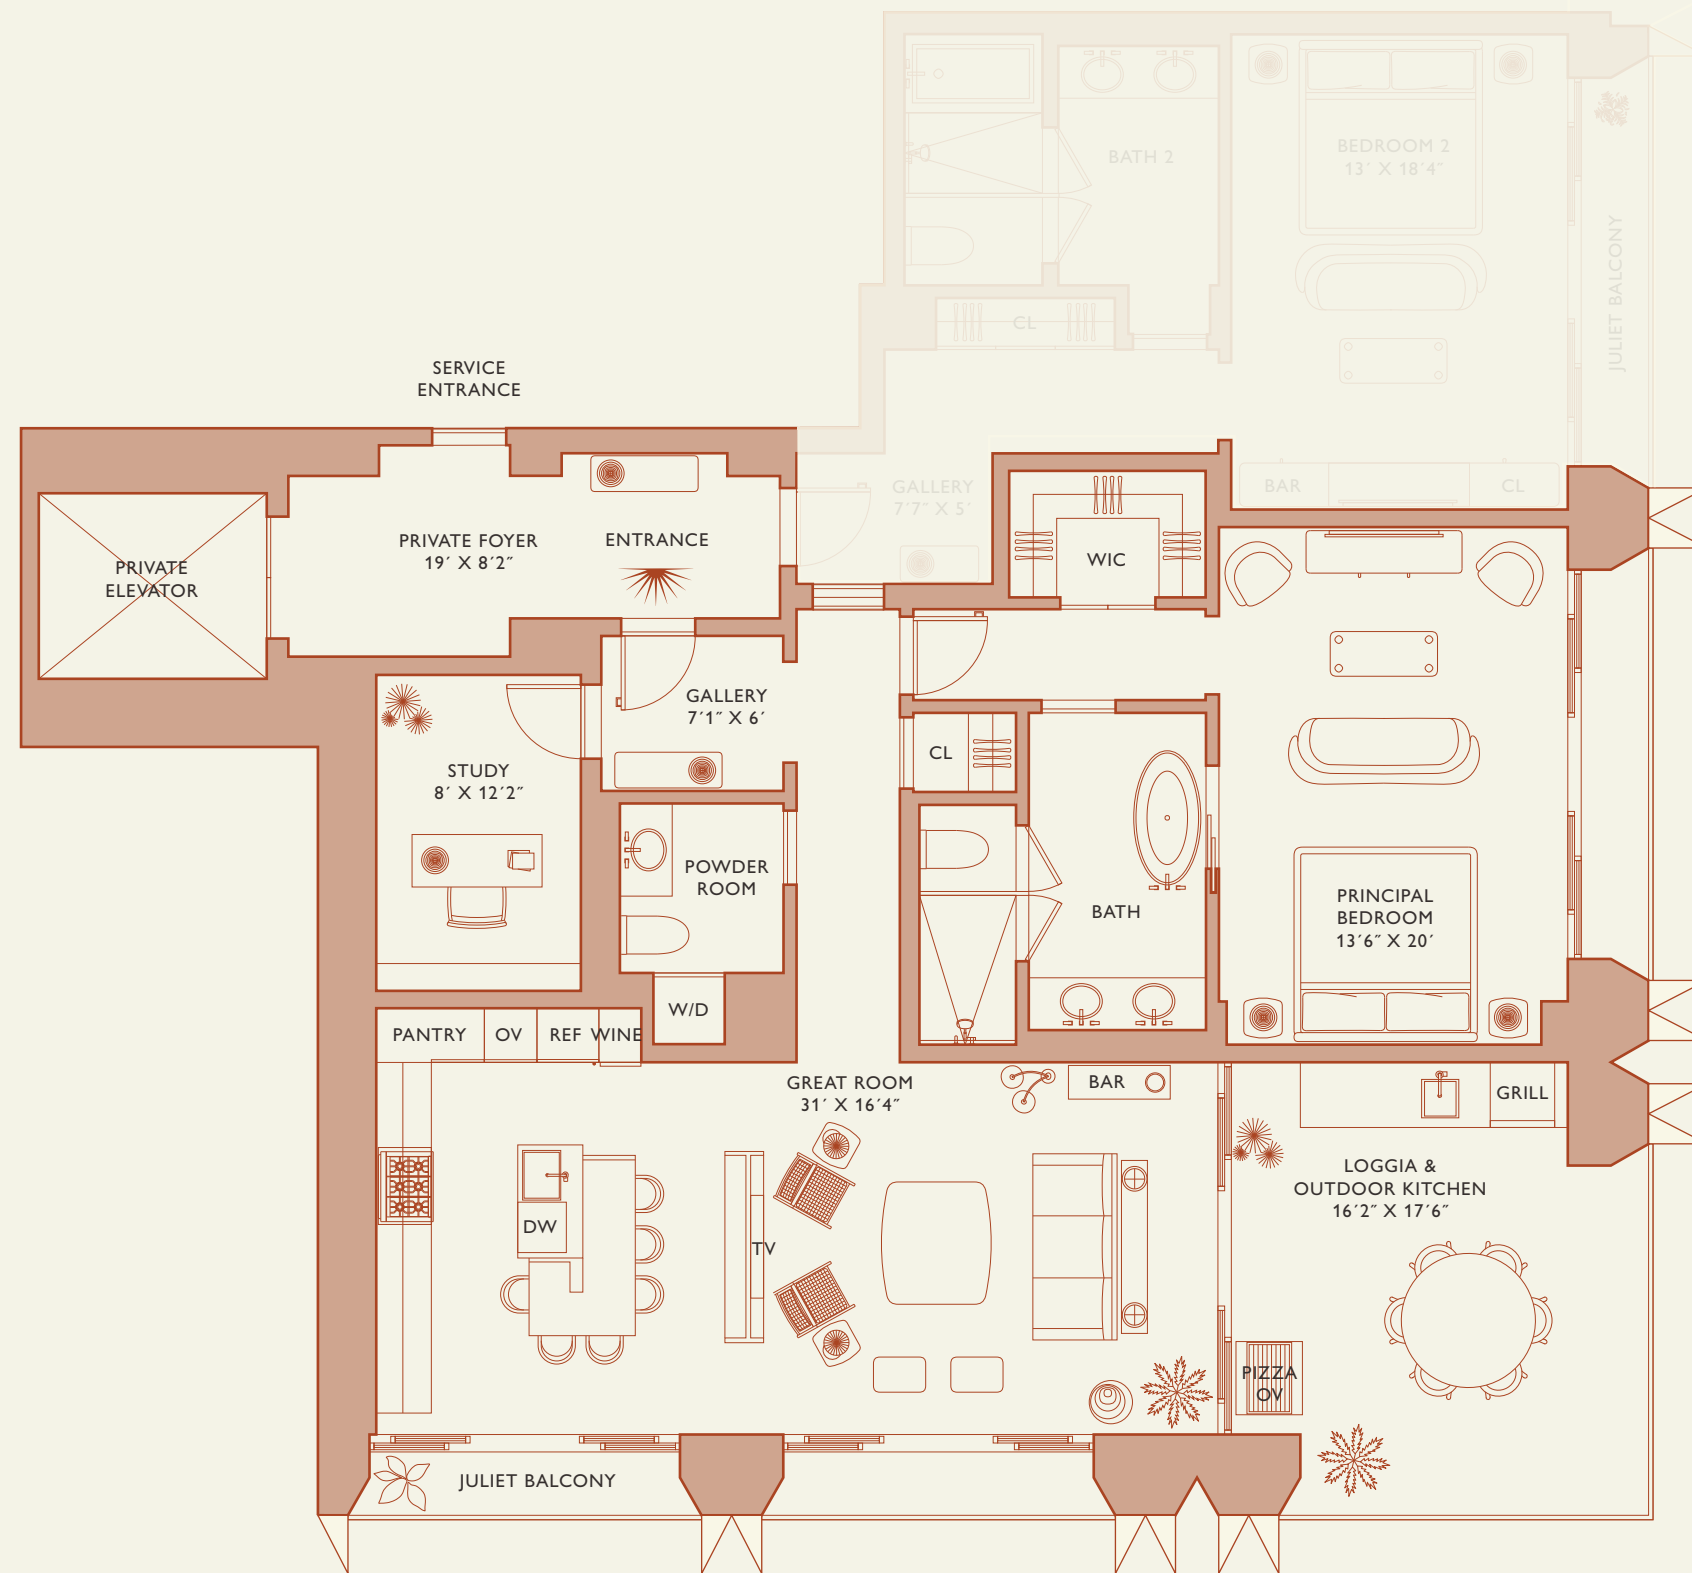 BATH 2
BEDROOM 2
13´ X 18´4˝
JULIET BALCONY
CL
SERVICE
ENTRANCE
GALLERY
7´7˝ X 5´
BAR
CL
PRIVATE
ELEVATOR
PRIVATE FOYER
19´ X 8´2˝
ENTRANCE
WIC
GALLERY
7´1˝ X 6´
STUDY
8´ X 12´2˝
CL
POWDER
ROOM
BATH
PRINCIPAL
BEDROOM
13´6˝ X 20´
W/D
PANTRY
OV
REF
WINE
GREAT ROOM
31´ X 16´4˝
BAR
GRILL
LOGGIA &
OUTDOOR KITCHEN
16´2˝ X 17´6˝
DW
TV
PIZZA
OV
JULIET BALCONY